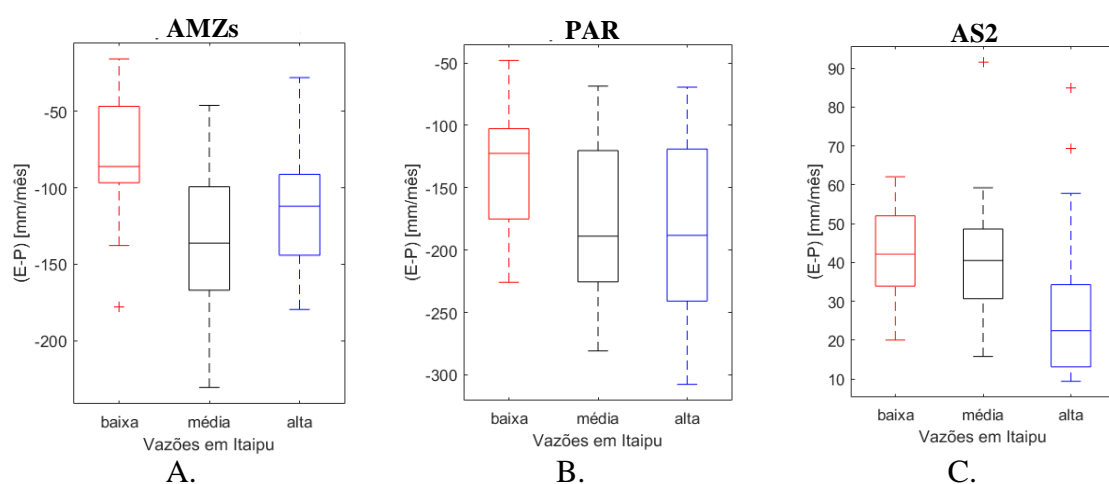 AMZs
-50
-100
-150
-200
(E-P) [mm/mês]
baixa média alta
Vazões em Itaipu
A.
PAR
-50
-100
-150
-200
-250
-300
(E-P) [mm/mês]
baixa média alta
Vazões em Itaipu
B.
AS2
90
80
70
60
50
40
30
20
10
(E-P) [mm/mês]
baixa média alta
Vazões em Itaipu
C.